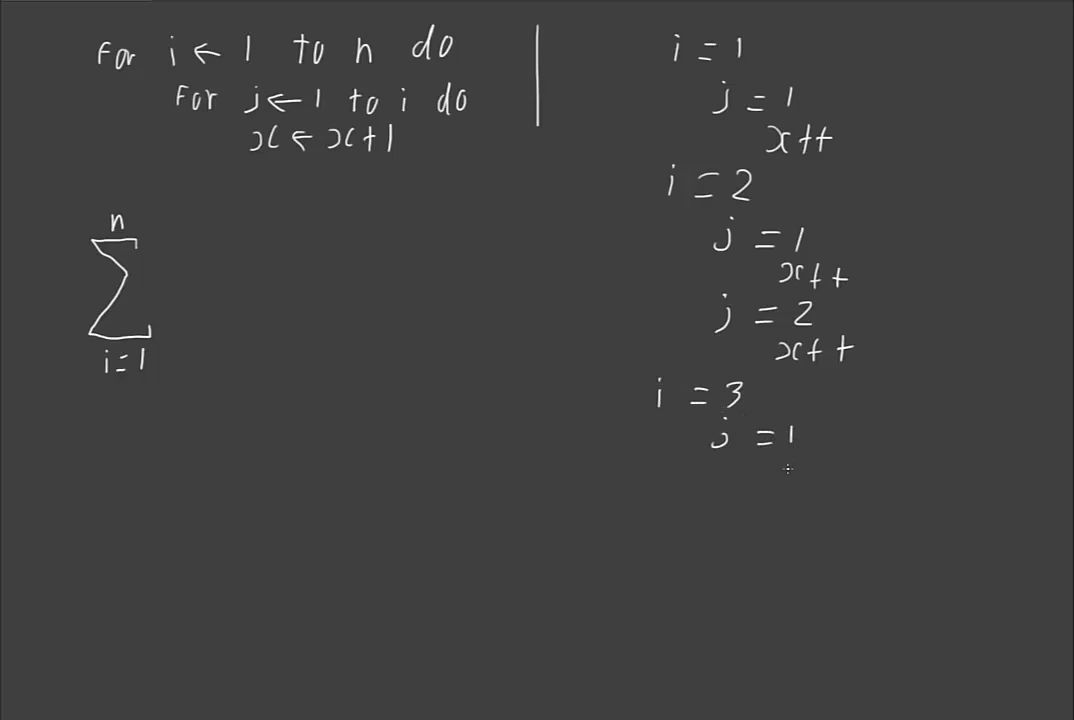 For i ← 1 to n do
For j ← 1 to i do
x ← x+1
n
∑
i=1
i = 1
j = 1
x++
i = 2
j = 1
x++
j = 2
x++
i = 3
j = 1